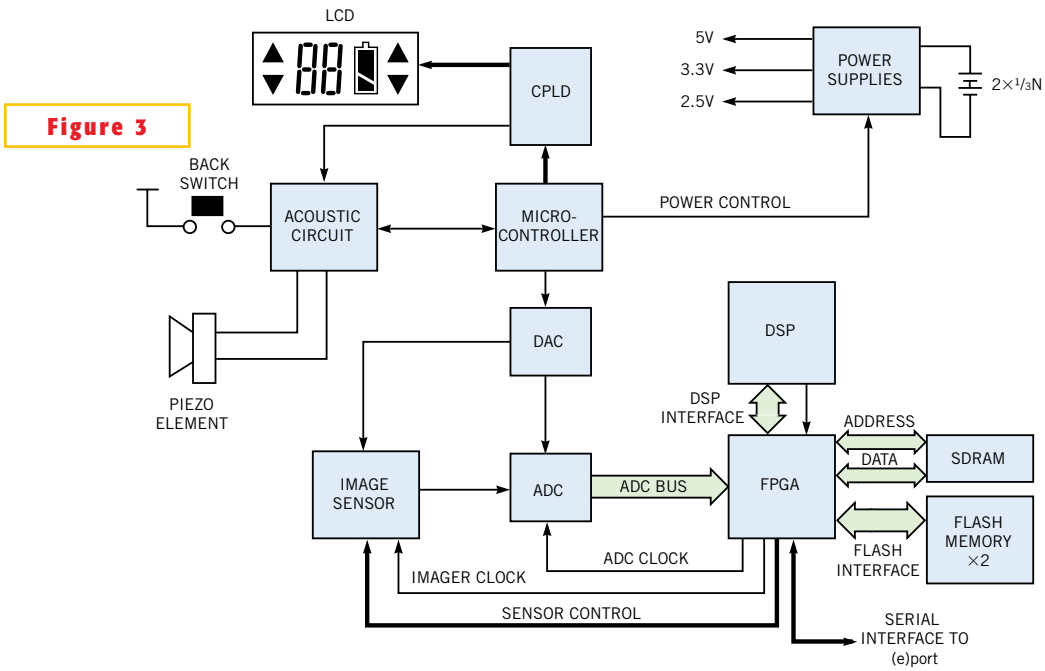 LCD
88
Figure 3
CPLD
5V
3.3V
2.5V
POWER
SUPPLIES
2×1/3N
BACK
SWITCH
ACOUSTIC
CIRCUIT
MICRO-
CONTROLLER
POWER CONTROL
PIEZO
ELEMENT
DAC
DSP
DSP
INTERFACE
IMAGE
SENSOR
ADC
ADC BUS
FPGA
ADDRESS
DATA
SDRAM
FLASH
MEMORY
×2
FLASH
INTERFACE
ADC CLOCK
IMAGER CLOCK
SENSOR CONTROL
SERIAL
INTERFACE TO
(e)port